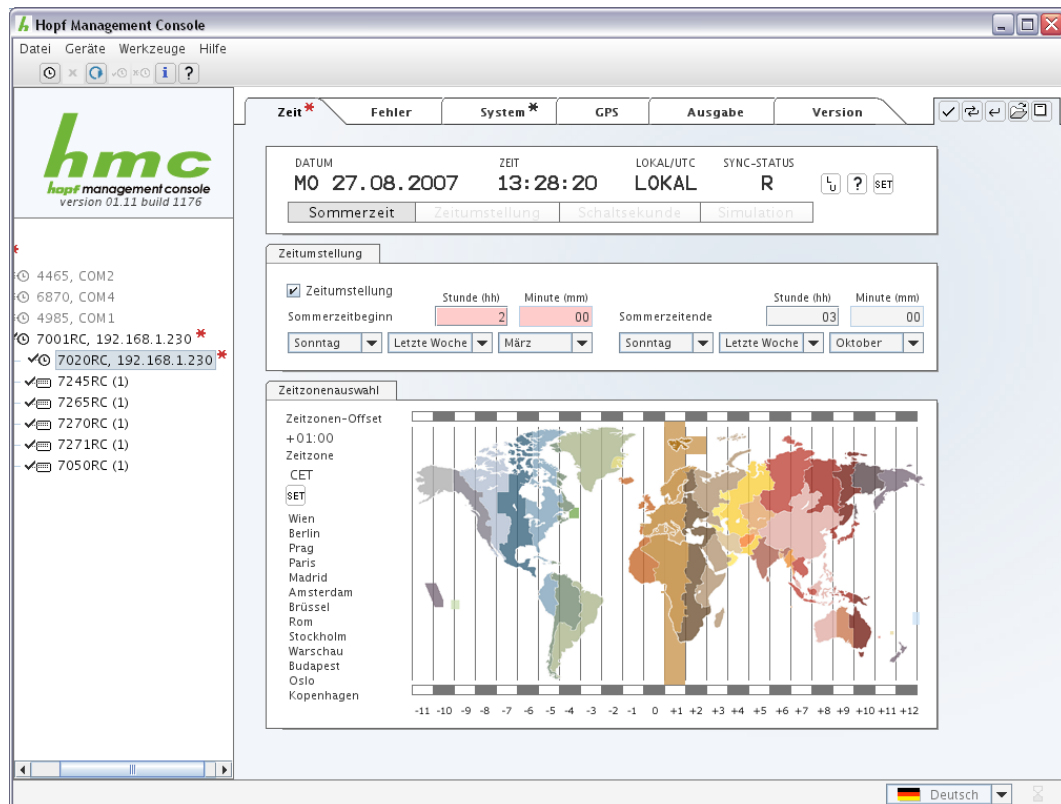 Hopf Management Console
Datei Geräte Werkzeuge Hilfe
hmc
hopf management console
version 01.11 build 1176
4465, COM2
6870, COM4
4985, COM1
7001RC, 192.168.1.230
7020RC, 192.168.1.230
7245RC (1)
7265RC (1)
7270RC (1)
7271RC (1)
7050RC (1)
Zeit Fehler System GPS Ausgabe Version
DATUM ZEIT LOKAL/UTC SYNC-STATUS
MO 27.08.2007 13:28:20 LOKAL R L U ? SET
Sommerzeit Zeitumstellung Schaltsekunde Simulation
Zeitumstellung
Zeitumstellung
Stunde (hh) Minute (mm) Stunde (hh) Minute (mm)
Sommerzeitbeginn 2 00 Sommerzeitende 03 00
Sonntag Letzte Woche März Sonntag Letzte Woche Oktober
Zeitzonenauswahl
Zeitzonen-Offset
+01:00
Zeitzone
CET
SET
Wien
Berlin
Prag
Paris
Madrid
Amsterdam
Brüssel
Rom
Stockholm
Warschau
Budapest
Oslo
Kopenhagen
-11 -10 -9 -8 -7 -6 -5 -4 -3 -2 -1 0 +1 +2 +3 +4 +5 +6 +7 +8 +9 +10 +11 +12
Deutsch